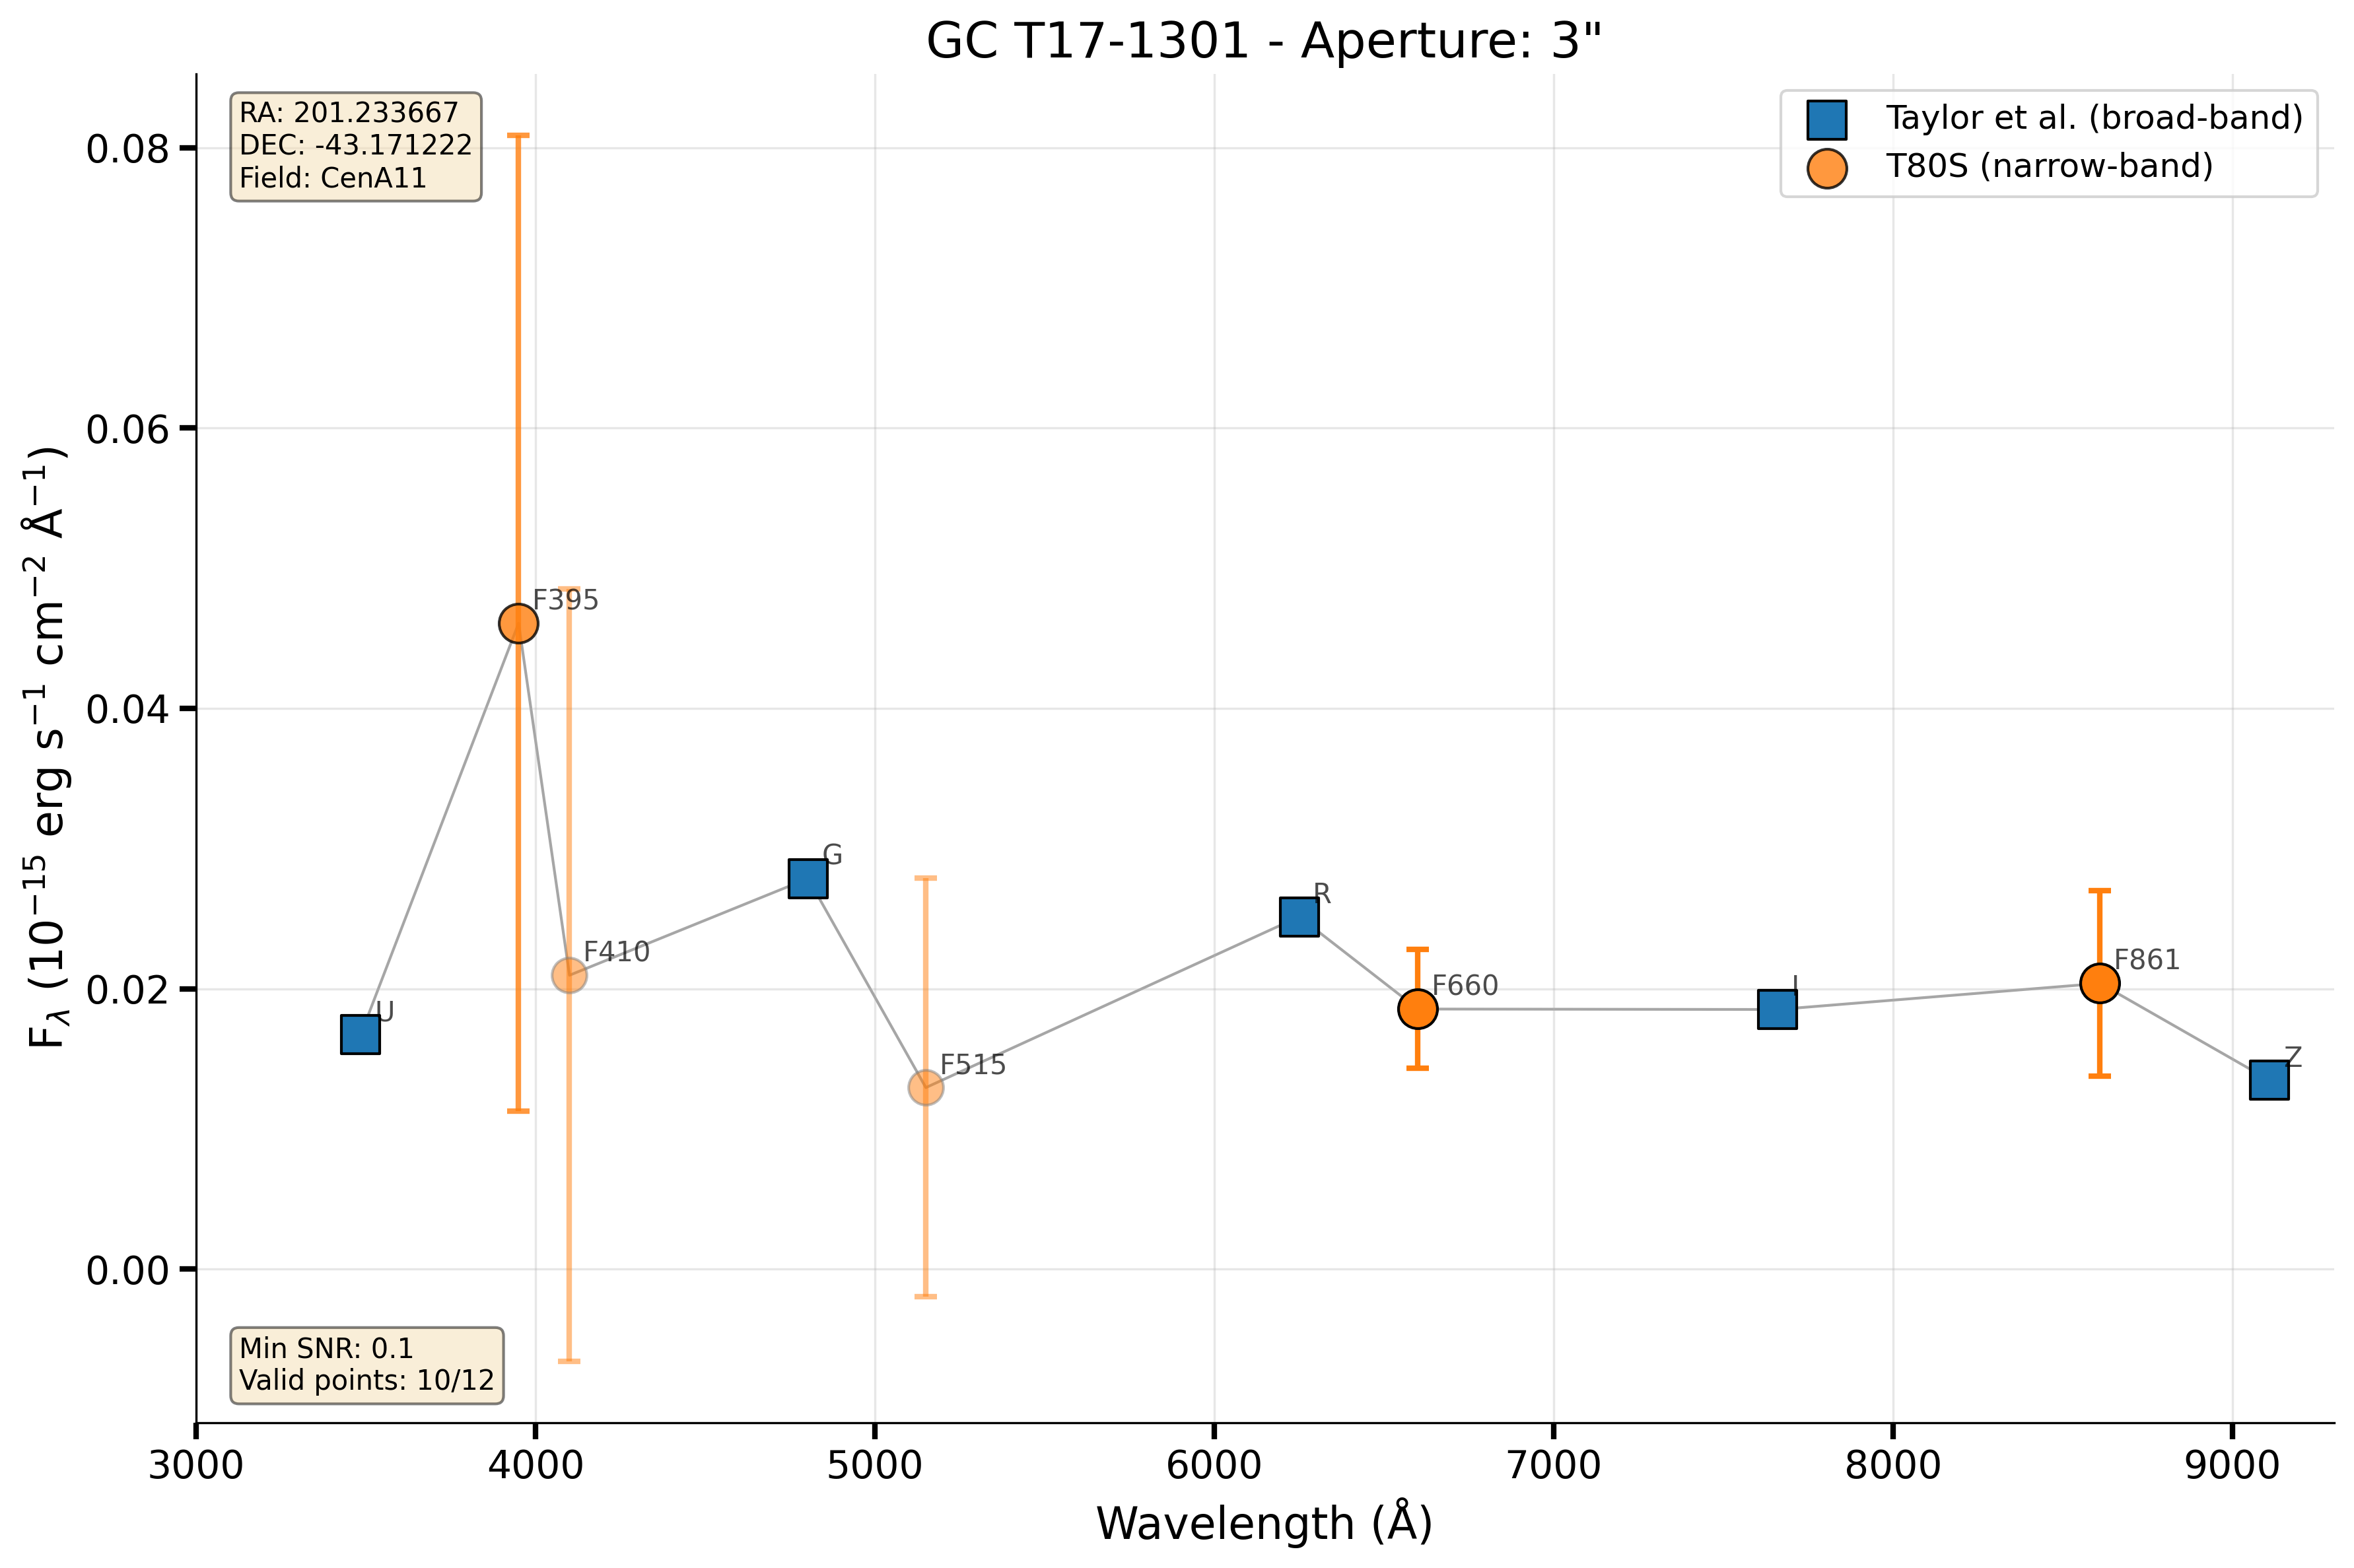 GC T17-1301 - Aperture: 3"
RA: 201.233667
DEC: -43.171222
Field: CenA11
Taylor et al. (broad-band)
T80S (narrow-band)
0.08
0.06
0.04
0.02
0.00
F$_λ$ (10$^{−15}$ erg s$^{−1}$ cm$^{−2}$ Å$^{−1}$)
U
F395
F410
G
F515
R
F660
I
F861
Z
Min SNR: 0.1
Valid points: 10/12
3000 4000 5000 6000 7000 8000 9000
Wavelength (Å)